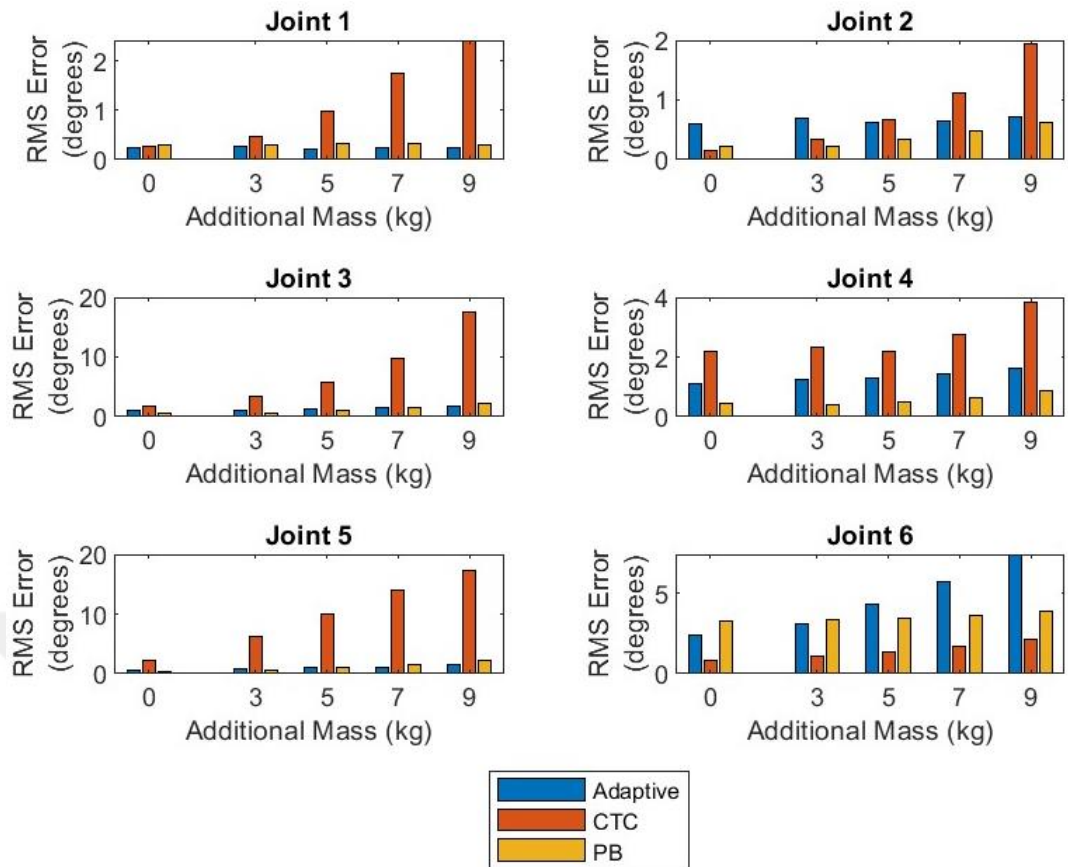 Joint 1
RMS Error
(degrees)
2
1
0
0 3 5 7 9
Additional Mass (kg)
Joint 2
RMS Error
(degrees)
2
1
0
0 3 5 7 9
Additional Mass (kg)
Joint 3
RMS Error
(degrees)
20
10
0
0 3 5 7 9
Additional Mass (kg)
Joint 4
RMS Error
(degrees)
4
2
0
0 3 5 7 9
Additional Mass (kg)
Joint 5
RMS Error
(degrees)
20
10
0
0 3 5 7 9
Additional Mass (kg)
Joint 6
RMS Error
(degrees)
5
0
0 3 5 7 9
Additional Mass (kg)
Adaptive
CTC
PB